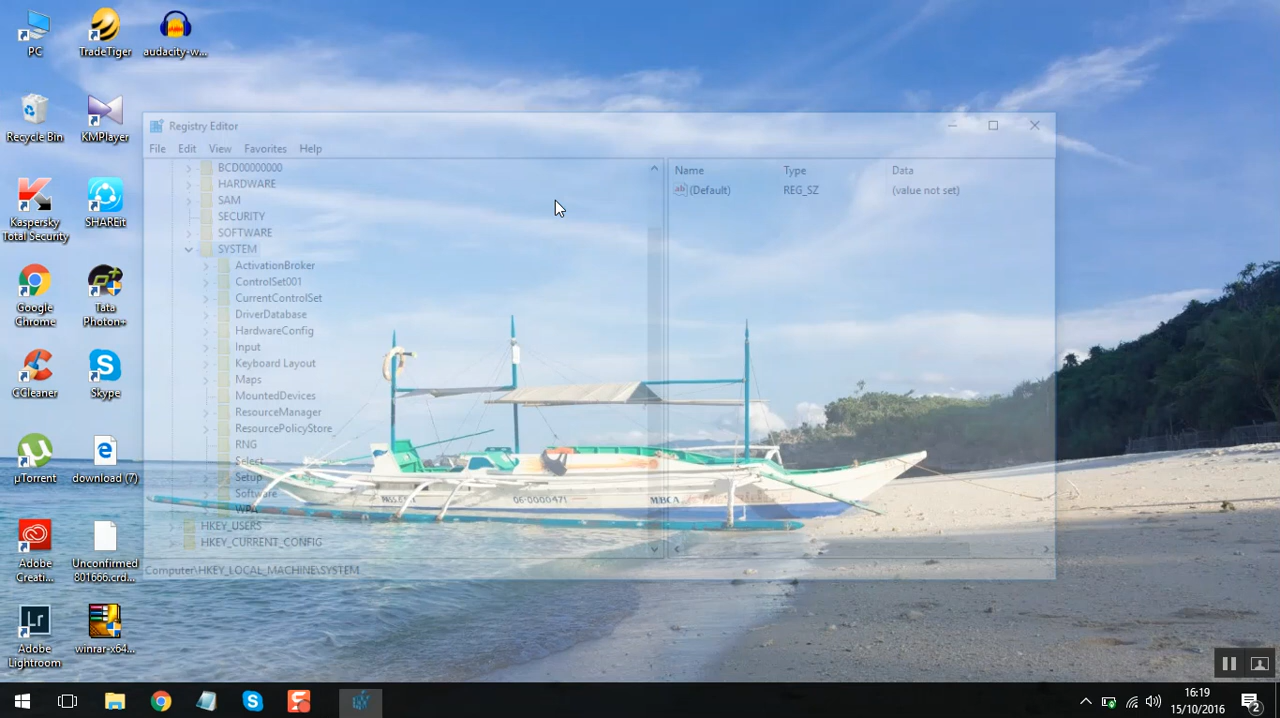 PC
TradeTiger
audacity-w...
Recycle Bin
KMPlayer
Kaspersky
Total Security
SHAREit
Google
Chrome
Tata
Photon+
CCleaner
Skype
µTorrent
download (7)
Adobe
Creati...
Unconfirmed
801666.crd...
Adobe
Lightroom
winrar-x64...
Registry Editor
File Edit View Favorites Help
BCD00000000
HARDWARE
SAM
SECURITY
SOFTWARE
SYSTEM
ActivationBroker
ControlSet001
CurrentControlSet
DriverDatabase
HardwareConfig
Input
Keyboard Layout
Maps
MountedDevices
ResourceManager
ResourcePolicyStore
RNG
Select
Setup
Software
WPA
HKEY_USERS
HKEY_CURRENT_CONFIG
Name Type Data
(Default) REG_SZ (value not set)
06-0000471
MBCA
Computer\HKEY_LOCAL_MACHINE\SYSTEM
16:19
15/10/2016
2